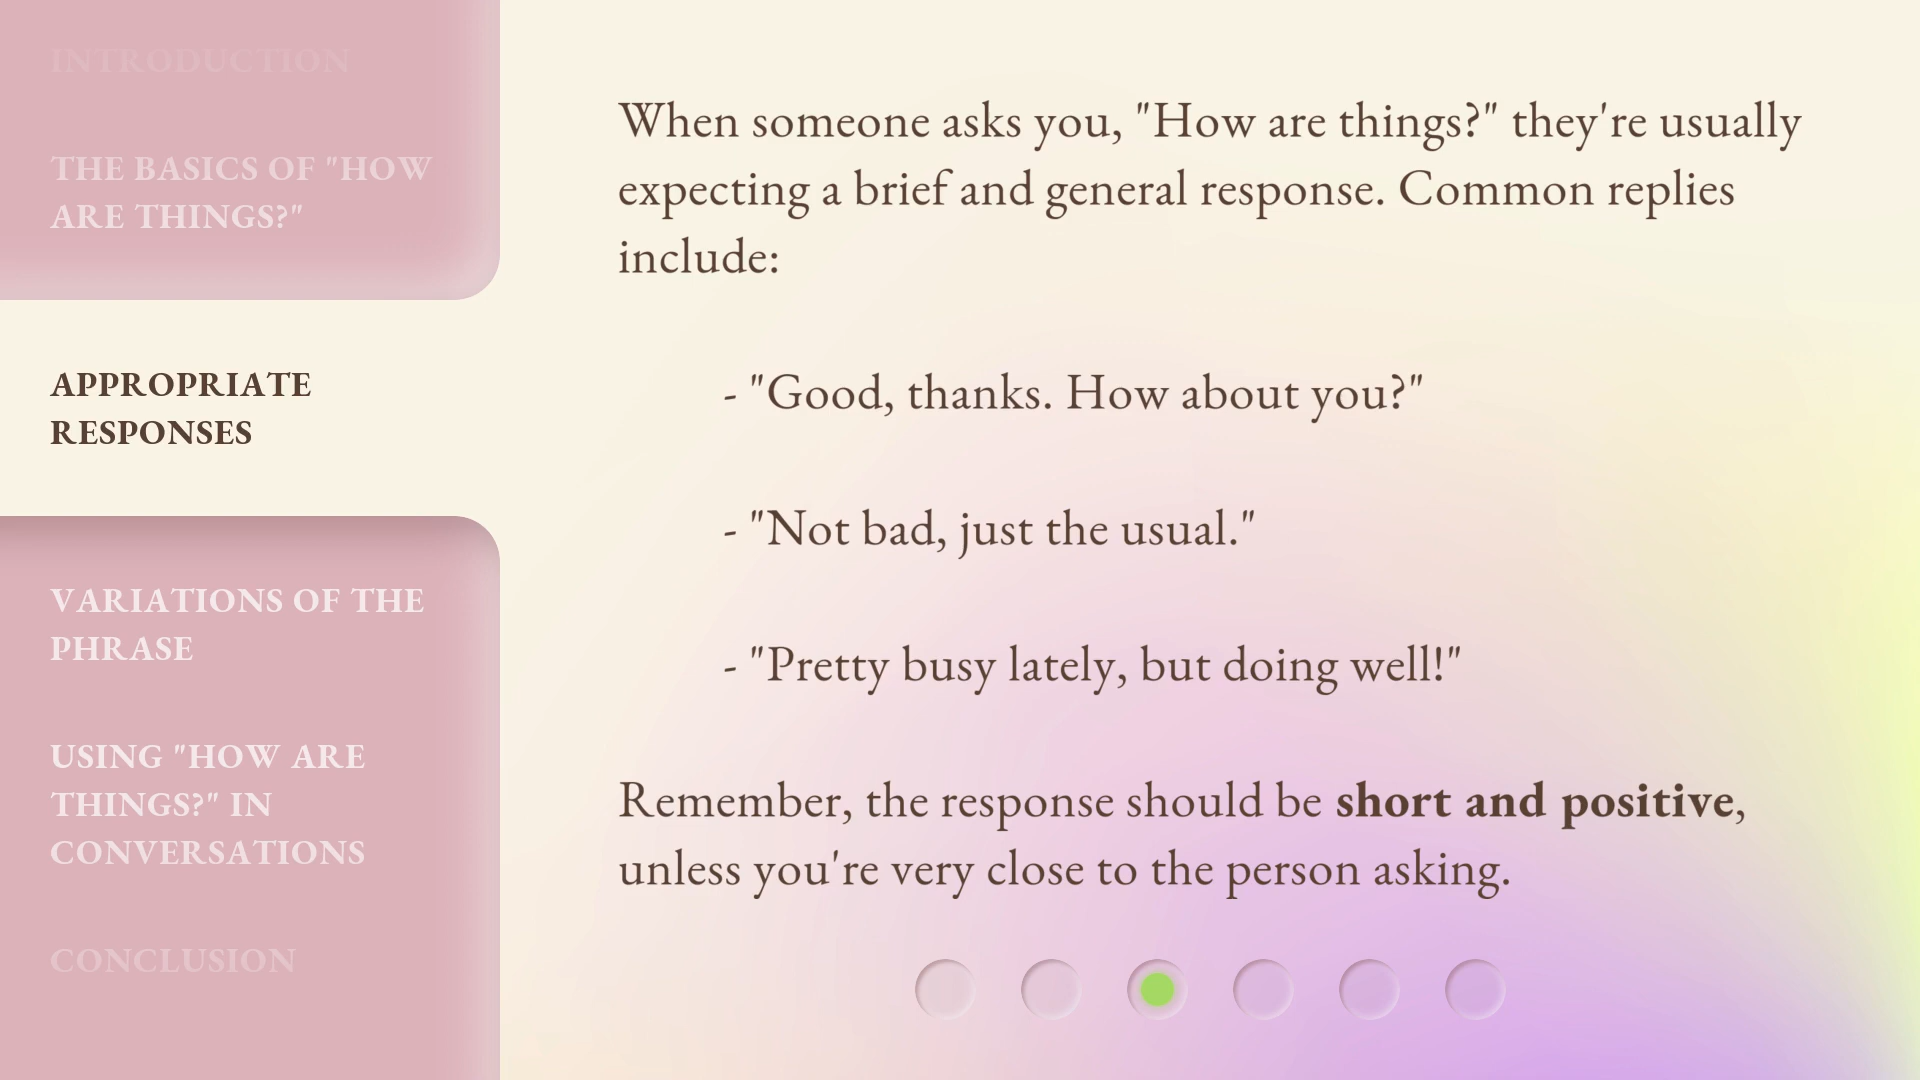 INTRODUCTION
THE BASICS OF "HOW
ARE THINGS?"
APPROPRIATE
RESPONSES
VARIATIONS OF THE
PHRASE
USING "HOW ARE
THINGS?" IN
CONVERSATIONS
CONCLUSION
When someone asks you, "How are things?" they're usually
expecting a brief and general response. Common replies
include:
- "Good, thanks. How about you?"
- "Not bad, just the usual."
- "Pretty busy lately, but doing well!"
Remember, the response should be short and positive,
unless you're very close to the person asking.